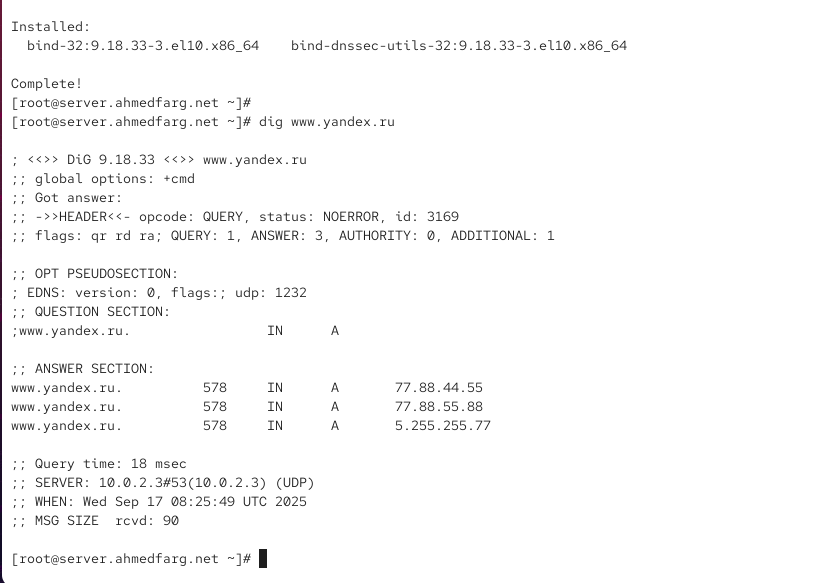 Installed:
  bind-32:9.18.33-3.el10.x86_64    bind-dnssec-utils-32:9.18.33-3.el10.x86_64

Complete!
[root@server.ahmedfarg.net ~]#
[root@server.ahmedfarg.net ~]# dig www.yandex.ru

; <<>> DiG 9.18.33 <<>> www.yandex.ru
;; global options: +cmd
;; Got answer:
;; ->>HEADER<<- opcode: QUERY, status: NOERROR, id: 3169
;; flags: qr rd ra; QUERY: 1, ANSWER: 3, AUTHORITY: 0, ADDITIONAL: 1

;; OPT PSEUDOSECTION:
; EDNS: version: 0, flags:; udp: 1232
;; QUESTION SECTION:
;www.yandex.ru.                 IN      A

;; ANSWER SECTION:
www.yandex.ru.          578     IN      A       77.88.44.55
www.yandex.ru.          578     IN      A       77.88.55.88
www.yandex.ru.          578     IN      A       5.255.255.77

;; Query time: 18 msec
;; SERVER: 10.0.2.3#53(10.0.2.3) (UDP)
;; WHEN: Wed Sep 17 08:25:49 UTC 2025
;; MSG SIZE  rcvd: 90

[root@server.ahmedfarg.net ~]#